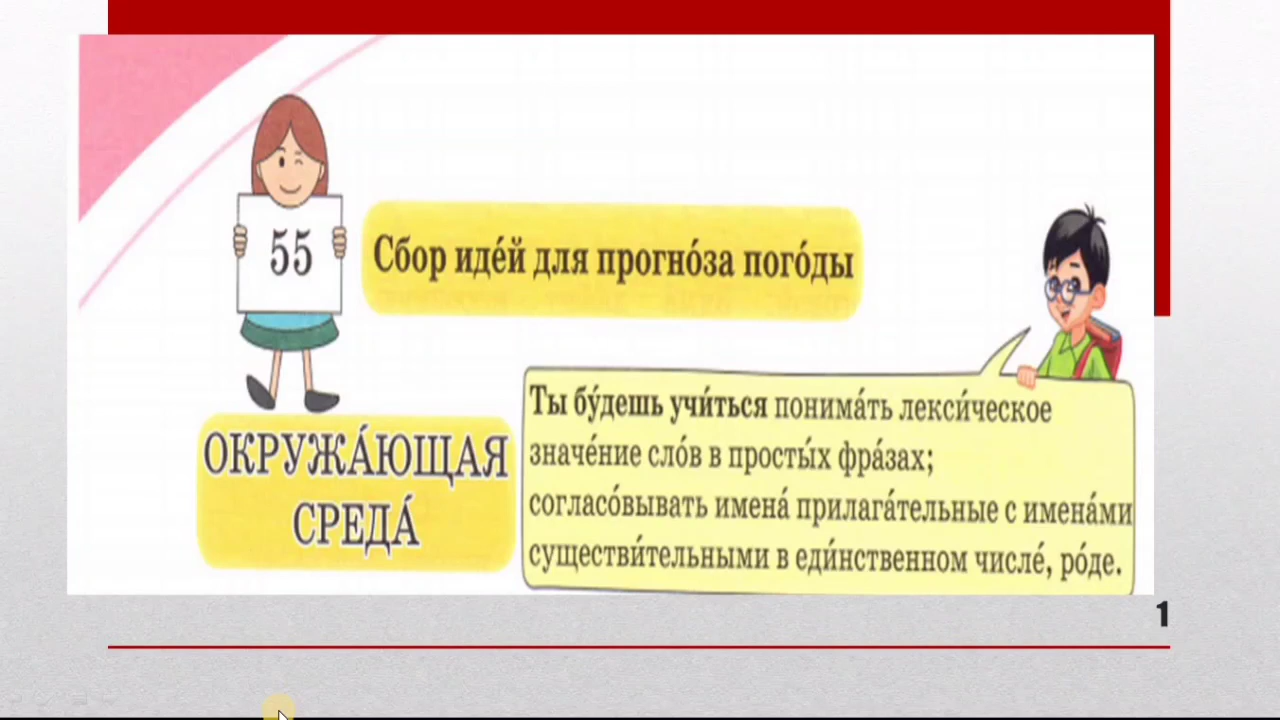 55
Сбор иде́й для прогно́за пого́ды
ОКРУЖА́ЮЩАЯ
СРЕДА́
Ты бу́дешь учи́ться понима́ть лекси́ческое
значе́ние сло́в в просты́х фра́зах;
согласо́вывать имена́ прилага́тельные с имена́ми
существи́тельными в еди́нственном числе́, ро́де.
1